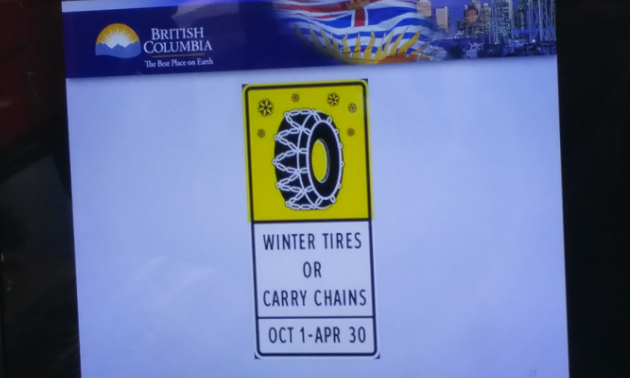 BRITISH
COLUMBIA
The Best Place on Earth
WINTER TIRES
OR
CARRY CHAINS
OCT 1-APR 30